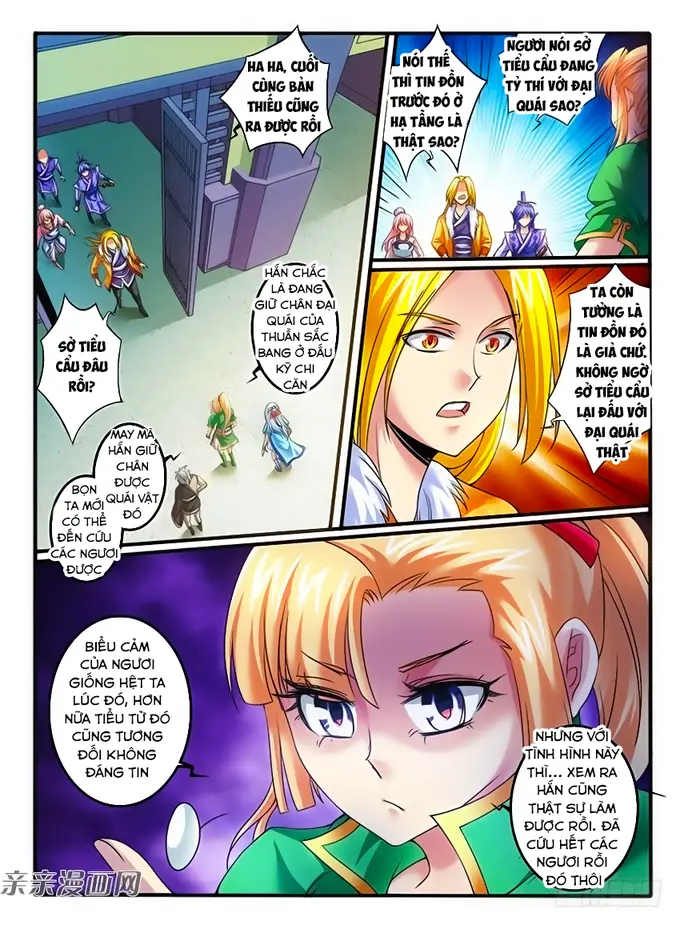 HA HA, CUỐI
CÙNG BẢN
THIẾU CŨNG
RA ĐƯỢC RỒI
SỞ TIỂU
CẨU ĐÂU
RỒI?
HẮN CHẮC
LÀ ĐANG
GIỮ CHÂN ĐẠI
QUÁI CỦA
THUẪN SẮC
BANG Ở ĐẤU
KỸ CHI
CĂN
MAY MÀ
HẮN GIỮ
CHÂN
ĐƯỢC
QUÁI VẬT
ĐÓ
BỌN
TA MỚI
CÓ THỂ
ĐẾN CỨU
CÁC NGƯƠI
ĐƯỢC
NGƯƠI NÓI SỞ
TIỂU CẨU ĐANG
TỶ THÍ VỚI ĐẠI
QUÁI SAO?
NÓI THẾ
THÌ TIN ĐỒN
TRƯỚC ĐÓ Ở
HẠ TẦNG LÀ
THẬT SAO?
TA CÒN
TƯỞNG LÀ
TIN ĐỒN ĐÓ
LÀ GIẢ CHỨ.
KHÔNG NGỜ
SỞ TIỂU CẨU
LẠI ĐẤU VỚI
ĐẠI QUÁI
THẬT
BIỂU CẢM
CỦA NGƯƠI
GIỐNG HỆT TA
LÚC ĐÓ, HƠN
NỮA TIỂU TỬ ĐÓ
CŨNG TƯƠNG
ĐỐI KHÔNG
ĐÁNG TIN
NHƯNG VỚI
TÌNH HÌNH NÀY
THÌ... XEM RA
HẮN CŨNG
THẬT SỰ LÀM
ĐƯỢC RỒI. ĐÃ
CỨU HẾT CÁC
NGƯƠI RỒI
ĐÓ THÔI
亲亲漫画网